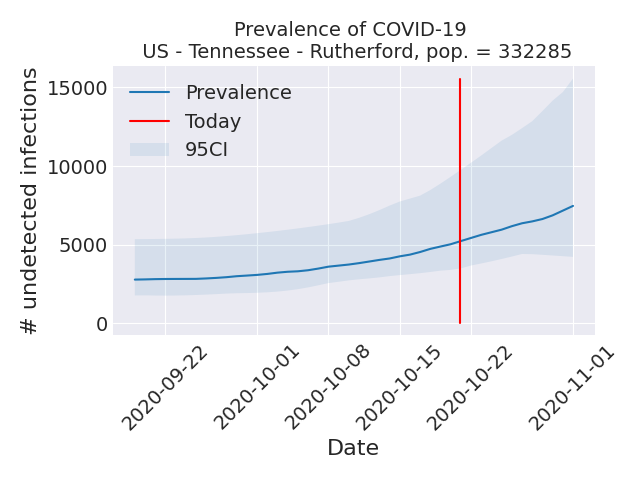 Prevalence of COVID-19
US - Tennessee - Rutherford, pop. = 332285
# undetected infections
15000
10000
5000
0
Prevalence
Today
95CI
2020-09-22
2020-10-01
2020-10-08
2020-10-15
2020-10-22
2020-11-01
Date